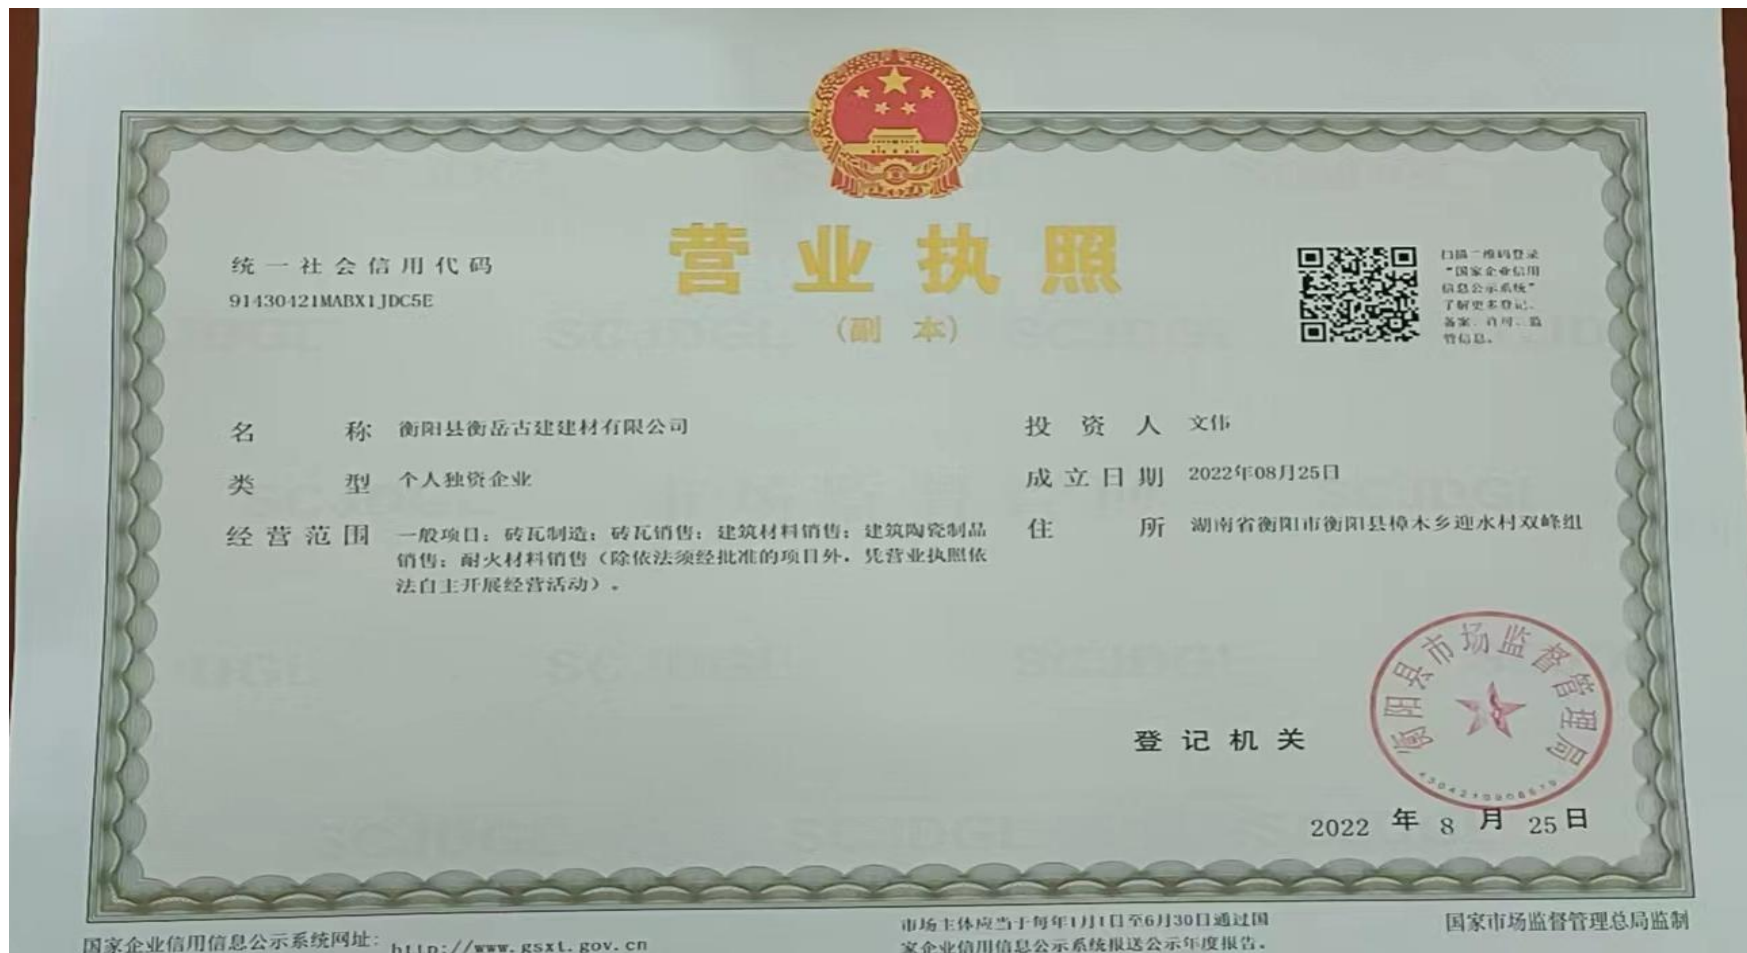 营业执照
(副 本)
统一社会信用代码
91430421MABX1JDC5E
扫描二维码登录
“国家企业信用
信息公示系统”
了解更多登记、
备案、许可、监
管信息。
名 称 衡阳县衡岳古建建材有限公司
类 型 个人独资企业
经营范围 一般项目：砖瓦制造；砖瓦销售；建筑材料销售；建筑陶瓷制品
销售；耐火材料销售（除依法须经批准的项目外，凭营业执照依
法自主开展经营活动）。
投 资 人 文伟
成立日期 2022年08月25日
住 所 湖南省衡阳市衡阳县樟木乡迎水村双峰组
登记机关
衡阳县市场监督管理局
2022 年 8 月 25日
国家企业信用信息公示系统网址：http://www.gsxt.gov.cn
市场主体应当于每年1月1日至6月30日通过国
家企业信用信息公示系统报送公示年度报告。
国家市场监督管理总局监制